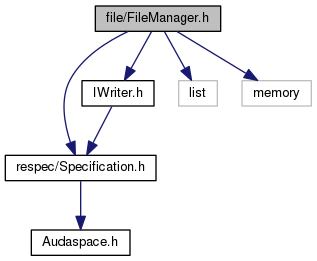 file/FileManager.h
IWriter.h
list
memory
respec/Specification.h
Audaspace.h